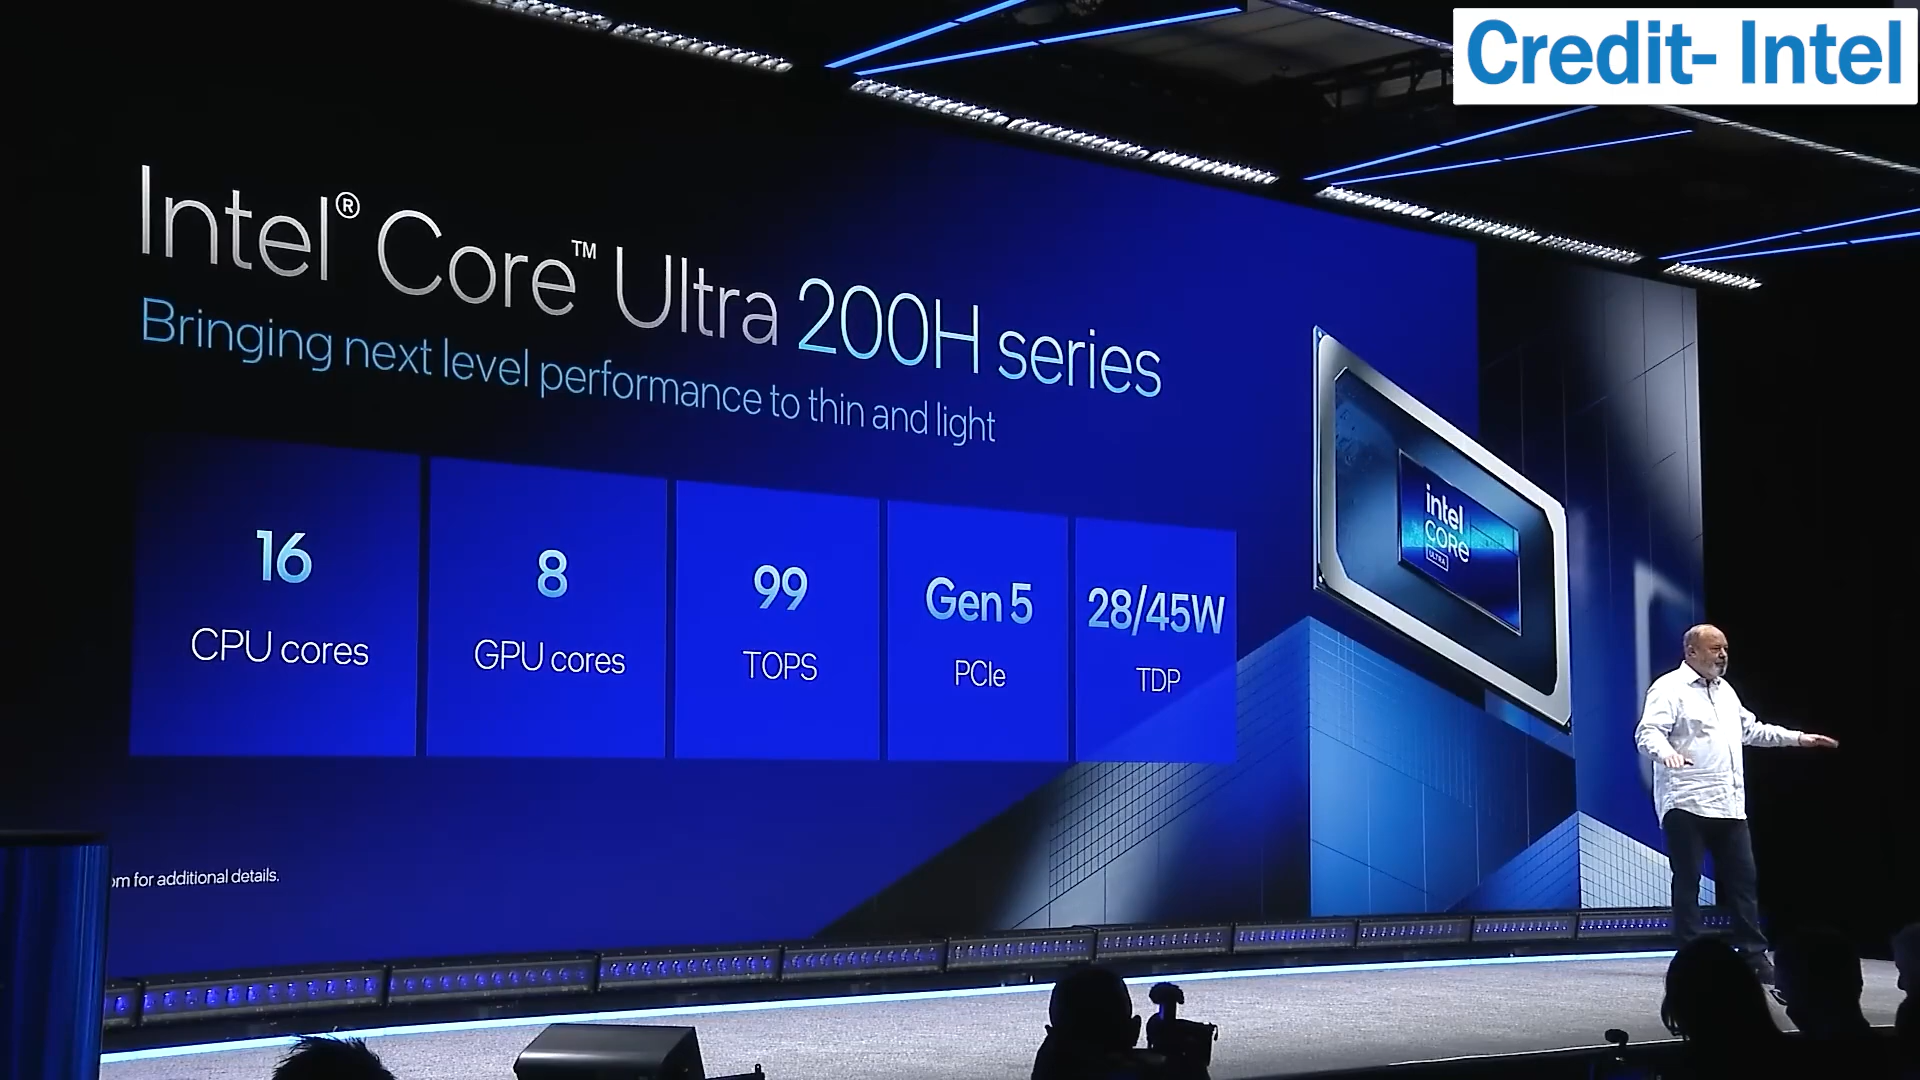 Credit- Intel
Intel® Core™ Ultra 200H series
Bringing next level performance to thin and light
16
CPU cores
8
GPU cores
99
TOPS
Gen 5
PCIe
28/45W
TDP
intel
CORE
ULTRA
for additional details.